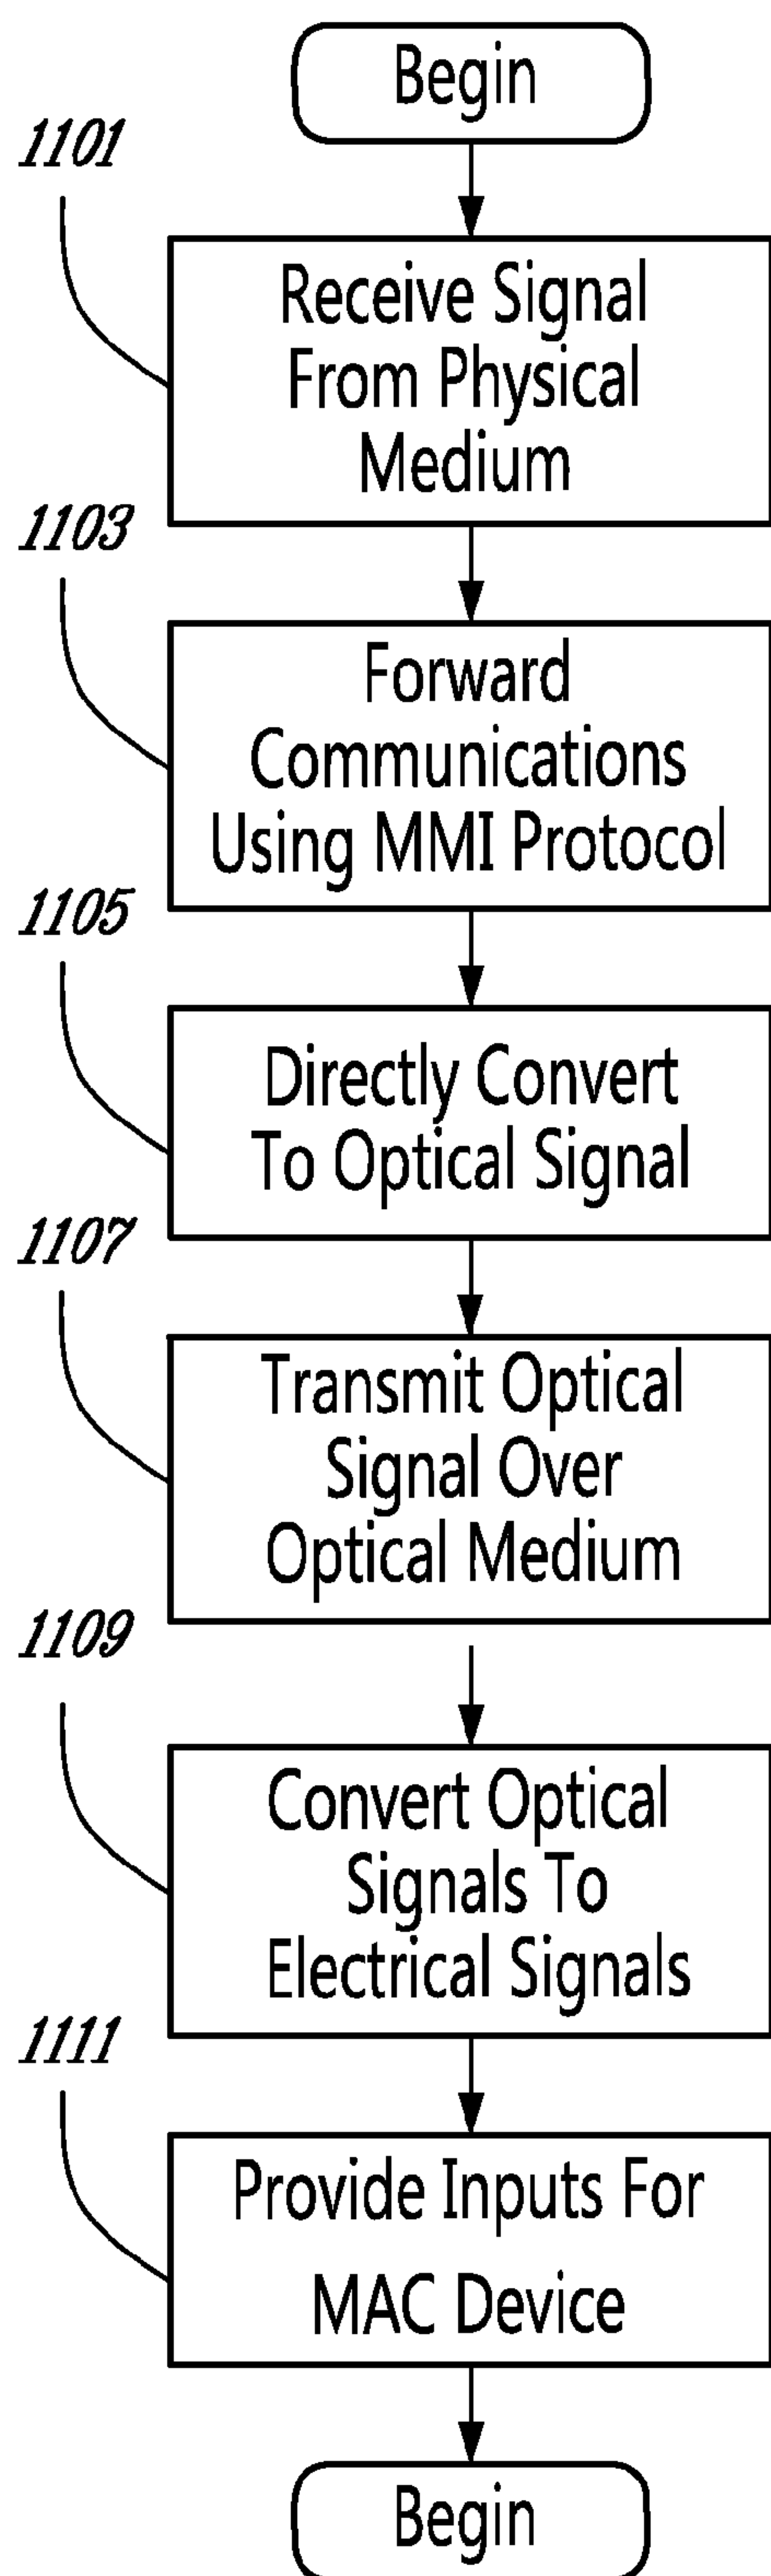 Begin
1101
Receive Signal
From Physical
Medium
1103
Forward
Communications
Using MMI Protocol
1105
Directly Convert
To Optical Signal
1107
Transmit Optical
Signal Over
Optical Medium
1109
Convert Optical
Signals To
Electrical Signals
1111
Provide Inputs For
MAC Device
Begin